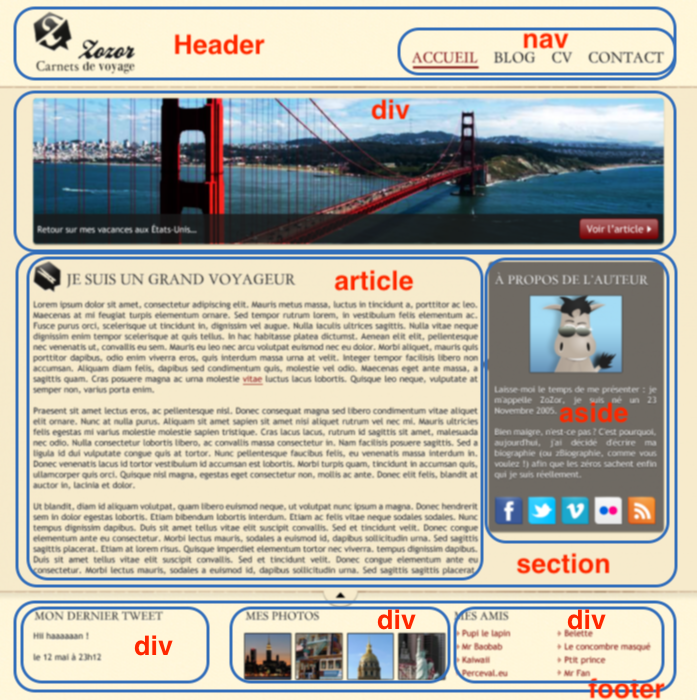 Zozor
Carnets de voyage
Header
nav
ACCUEIL BLOG CV CONTACT
div
Retour sur mes vacances aux États-Unis...
Voir l'article
JE SUIS UN GRAND VOYAGEUR
article
Lorem ipsum dolor sit amet, consectetur adipiscing elit. Mauris metus massa, luctus in tincidunt a, porttitor ac leo.
Maecenas at mi feugiat turpis elementum ornare. Sed tempor rutrum lorem, in vestibulum felis elementum ac.
Fusce purus orci, scelerisque ut tincidunt in, dignissim vel augue. Nulla iaculis ultrices sagittis. Nulla vitae neque
dignissim enim tempor scelerisque at quis tellus. In hac habitasse platea dictumst. Aenean elit elit, pellentesque
nec venenatis ut, convallis eu sem. Mauris eu leo nec arcu volutpat euismod nec eu dolor. Morbi aliquet, mauris quis
porttitor dapibus, odio enim viverra eros, quis interdum massa urna at velit. Integer tempor facilisis libero non
accumsan. Aliquam diam felis, dapibus sed condimentum quis, molestie vel odio. Maecenas eget ante massa, a
sagittis quam. Cras posuere magna ac urna molestie vitae luctus lacus lobortis. Quisque leo neque, vulputate at
semper non, varius porta enim.
Praesent sit amet lectus eros, ac pellentesque nisl. Donec consequat magna sed libero condimentum vitae aliquet
elit ornare. Nunc at nulla purus. Aliquam sit amet sapien sit amet nisi aliquet rutrum vel nec mi. Mauris ultricies
felis egestas mi varius molestie molestie sapien tristique. Cras lacus lacus, rutrum id sagittis sit amet, malesuada
nec odio. Nulla consectetur lobortis libero, ac convallis massa consectetur in. Nam facilisis posuere sagittis. Sed a
ligula id dui vulputate congue quis at tortor. Nunc pellentesque faucibus felis, eu venenatis massa interdum in.
Donec venenatis lacus id tortor vestibulum id accumsan est lobortis. Morbi turpis quam, tincidunt in accumsan quis,
ullamcorper quis orci. Quisque nisl magna, egestas eget consectetur non, mollis ac ante. Donec elit felis, blandit at
auctor in, lacinia et dolor.
Ut blandit, diam id aliquam volutpat, quam libero euismod neque, ut volutpat nunc ipsum a magna. Donec hendrerit
sem in dolor egestas lobortis. Etiam bibendum lobortis interdum. Etiam ac felis vitae neque sodales sodales. Nunc
tempus dignissim dapibus. Duis sit amet tellus vitae elit suscipit convallis. Sed et tincidunt velit. Donec congue
elementum ante eu consectetur. Morbi lectus mauris, sodales a euismod id, dapibus sollicitudin urna. Sed sagittis
sagittis placerat. Etiam at lorem risus. Quisque imperdiet elementum tortor nec viverra. tempus dignissim dapibus.
Duis sit amet tellus vitae elit suscipit convallis. Sed et tincidunt velit. Donec congue elementum ante eu
consectetur. Morbi lectus mauris, sodales a euismod id, dapibus sollicitudin urna. Sed sagittis sagittis placerat.
À PROPOS DE L'AUTEUR
Laisse-moi le temps de me présenter : je
m'appelle ZoZor, je suis né un 23
Novembre 2005.
aside
Bien maigre, n'est-ce pas ? C'est pourquoi,
aujourd'hui, j'ai décidé d'écrire ma
biographie (ou zBiographie, comme vous
voulez !) afin que les zéros sachent enfin
qui je suis réellement.
section
MON DERNIER TWEET
Hii haaaaaan !
le 12 mai à 23h12
div
MES PHOTOS
div
MES AMIS
div
Pupi le lapin
Mr Baobab
Kaiwaii
Perceval.eu
Belette
Le concombre masqué
Ptit prince
Mr Fan
footer